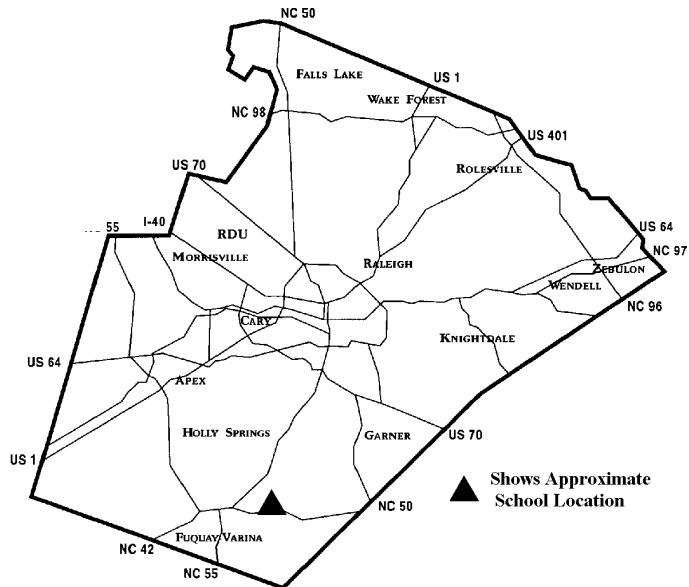 NC 50
FALLS LAKE
US 1
WAKE FOREST
NC 98
US 401
US 70
ROLESVILLE
55
I-40
RDU
MORRISVILLE
RALEIGH
US 64
NC 97
ZEBULON
WENDELL
NC 96
CARY
KNIGHTDALE
US 64
APEX
HOLLY SPRINGS
GARNER
US 70
US 1
Shows Approximate
School Location
NC 50
FUQUAY VARINA
NC 42
NC 55